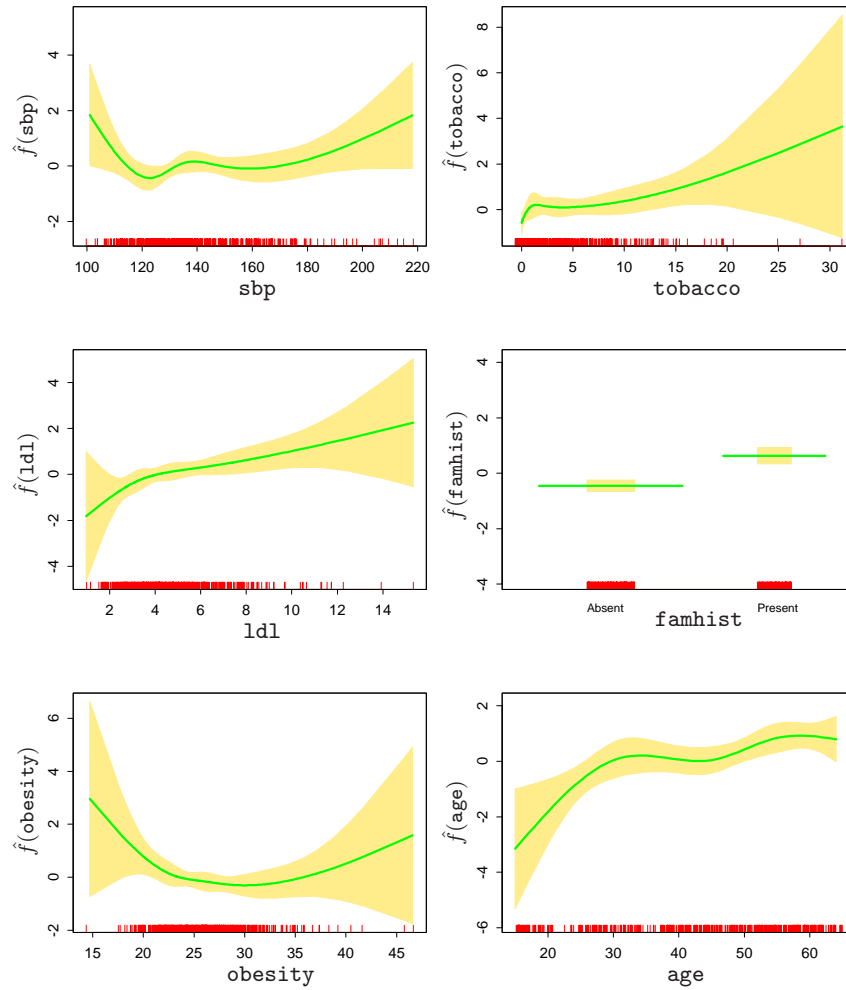 f̂(sbp)
-2 0 2 4
100 120 140 160 180 200 220
sbp
f̂(tobacco)
0 2 4 6 8
0 5 10 15 20 25 30
tobacco
f̂(ldl)
-4 -2 0 2 4
2 4 6 8 10 12 14
ldl
f̂(famhist)
-4 -2 0 2 4
Absent Present
famhist
f̂(obesity)
-2 0 2 4 6
15 20 25 30 35 40 45
obesity
f̂(age)
-6 -4 -2 0 2
20 30 40 50 60
age